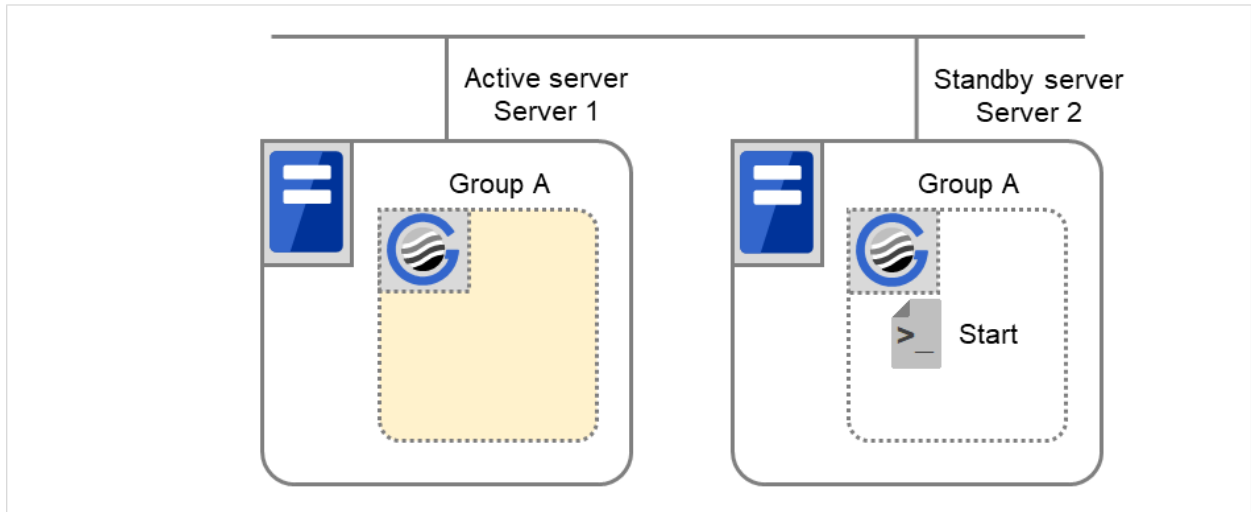 Active server
Server 1
Standby server
Server 2
Group A
Group A
>_
Start